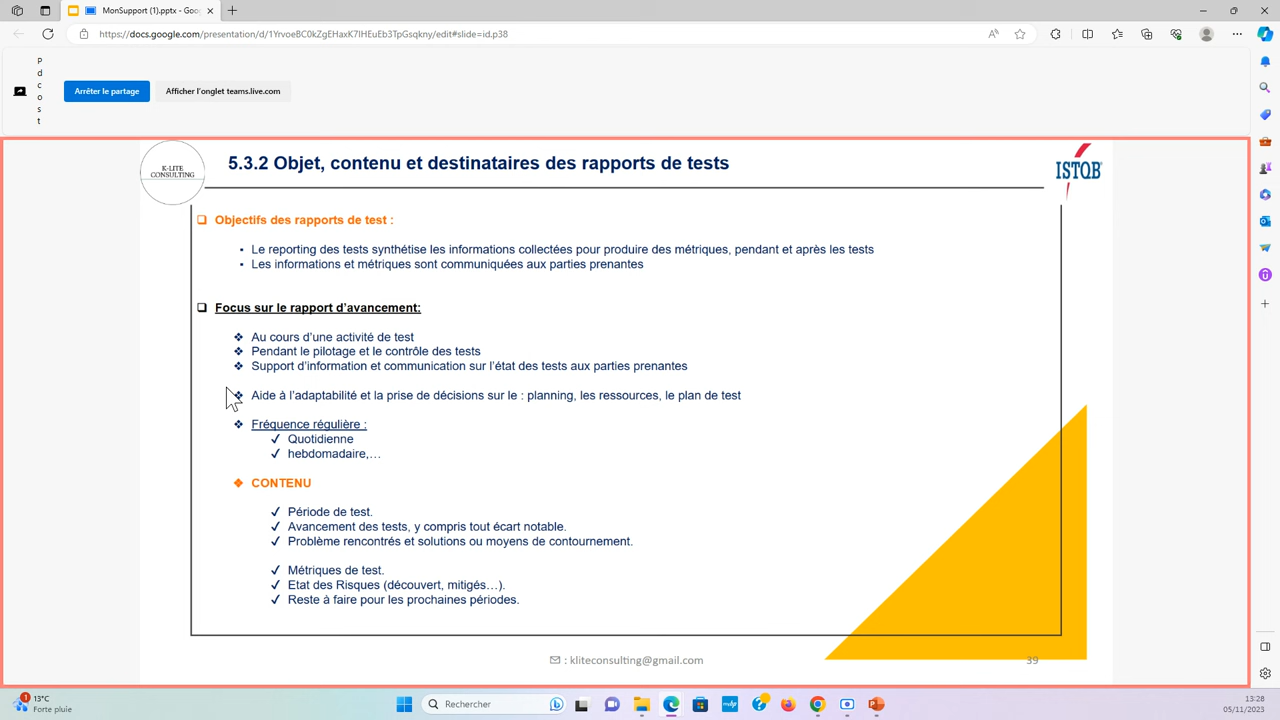 MonSupport (1).pptx - Goo
https://docs.google.com/presentation/d/1YrvoeBC0kZgEHaxK7IHEuEb3TpGsqkny/edit#slide=id.p38
P
d
c
o
s
t
Arrêter le partage
Afficher l'onglet teams.live.com
K-LITE
CONSULTING
5.3.2 Objet, contenu et destinataires des rapports de tests
ISTQB®
Objectifs des rapports de test :
Le reporting des tests synthétise les informations collectées pour produire des métriques, pendant et après les tests
Les informations et métriques sont communiquées aux parties prenantes
Focus sur le rapport d'avancement:
Au cours d'une activité de test
Pendant le pilotage et le contrôle des tests
Support d'information et communication sur l'état des tests aux parties prenantes
Aide à l'adaptabilité et la prise de décisions sur le : planning, les ressources, le plan de test
Fréquence régulière :
✓ Quotidienne
✓ hebdomadaire,…
CONTENU
✓ Période de test.
✓ Avancement des tests, y compris tout écart notable.
✓ Problème rencontrés et solutions ou moyens de contournement.
✓ Métriques de test.
✓ Etat des Risques (découvert, mitigés…).
✓ Reste à faire pour les prochaines périodes.
: kliteconsulting@gmail.com
39
1
13°C
Forte pluie
Rechercher
13:28
05/11/2023